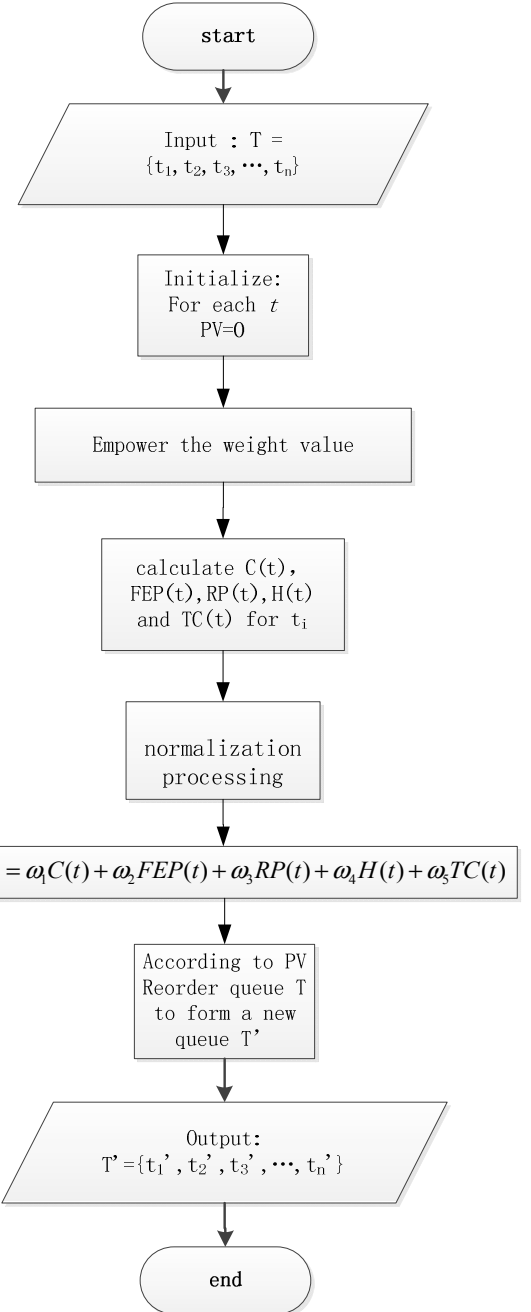 start
Input : T =
{t₁, t₂, t₃, …, tₙ}
Initialize:
For each t
PV=0
Empower the weight value
calculate C(t),
FEP(t), RP(t), H(t)
and TC(t) for tᵢ
normalization
processing
= ω₁C(t) + ω₂FEP(t) + ω₃RP(t) + ω₄H(t) + ω₅TC(t)
According to PV
Reorder queue T
to form a new
queue T’
Output:
T’={t₁’, t₂’, t₃’, …, tₙ’}
end